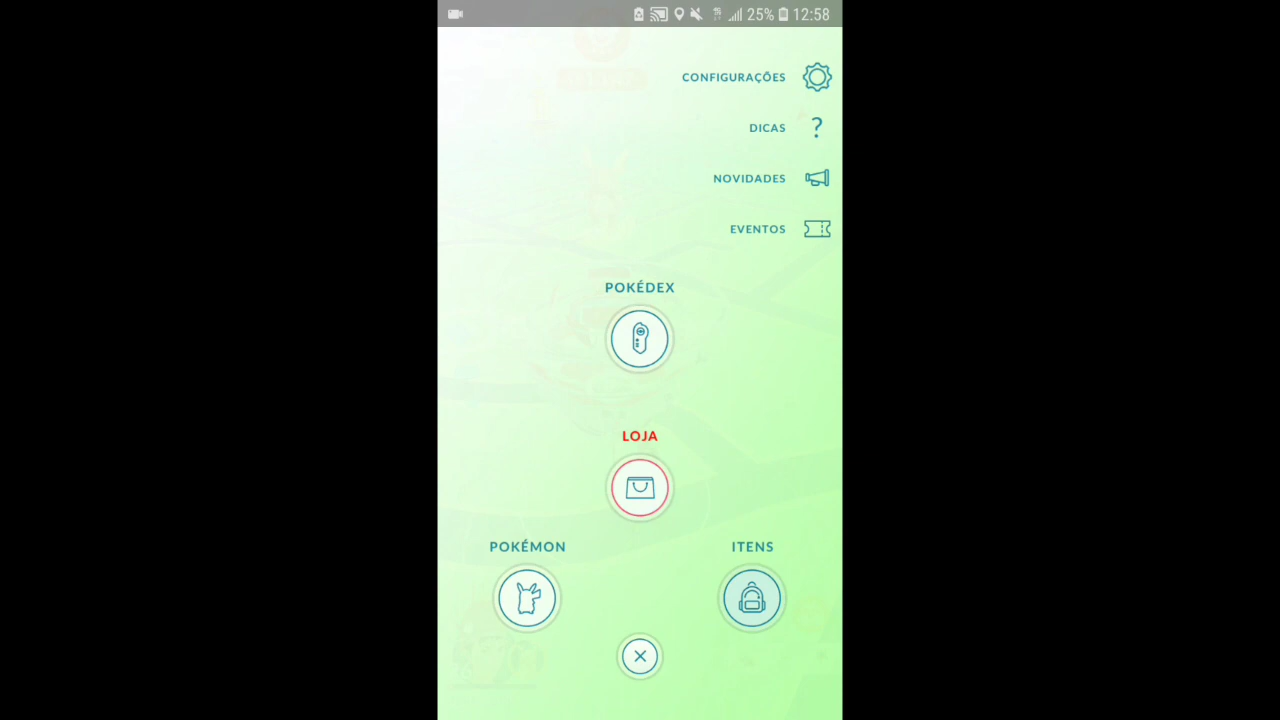 25% 12:58
CONFIGURAÇÕES
DICAS
?
NOVIDADES
EVENTOS
POKÉDEX
LOJA
POKÉMON
ITENS